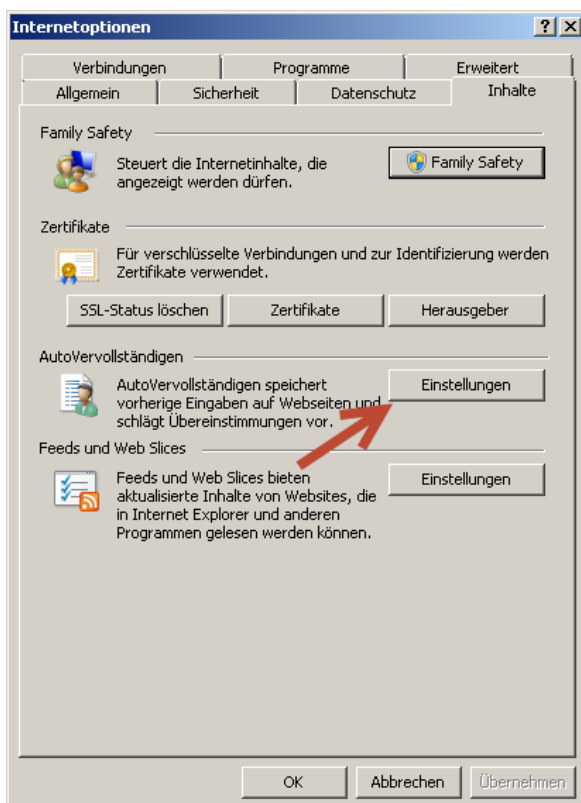 Internetoptionen
Verbindungen Programme Erweitert
Allgemein Sicherheit Datenschutz Inhalte
Family Safety
Steuert die Internetinhalte, die
angezeigt werden dürfen.
Family Safety
Zertifikate
Für verschlüsselte Verbindungen und zur Identifizierung werden
Zertifikate verwendet.
SSL-Status löschen Zertifikate Herausgeber
AutoVervollständigen
AutoVervollständigen speichert
vorherige Eingaben auf Webseiten und
schlägt Übereinstimmungen vor.
Einstellungen
Feeds und Web Slices
Feeds und Web Slices bieten
aktualisierte Inhalte von Websites, die
in Internet Explorer und anderen
Programmen gelesen werden können.
Einstellungen
OK Abbrechen Übernehmen